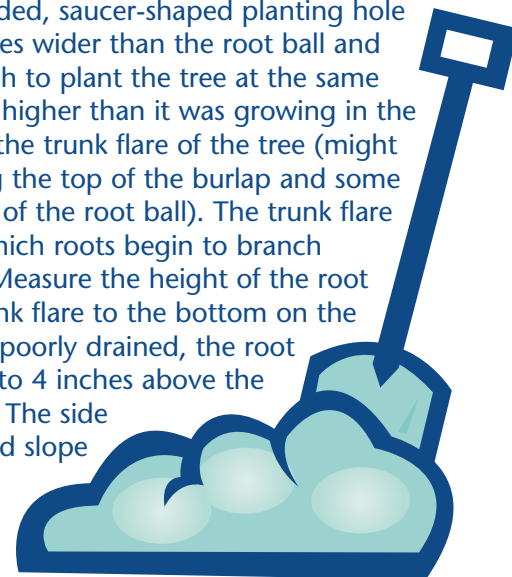 ded, saucer-shaped planting hole
es wider than the root ball and
h to plant the tree at the same
higher than it was growing in the
the trunk flare of the tree (might
g the top of the burlap and some
of the root ball). The trunk flare
hich roots begin to branch
Measure the height of the root
nk flare to the bottom on the
poorly drained, the root
to 4 inches above the
The side
d slope